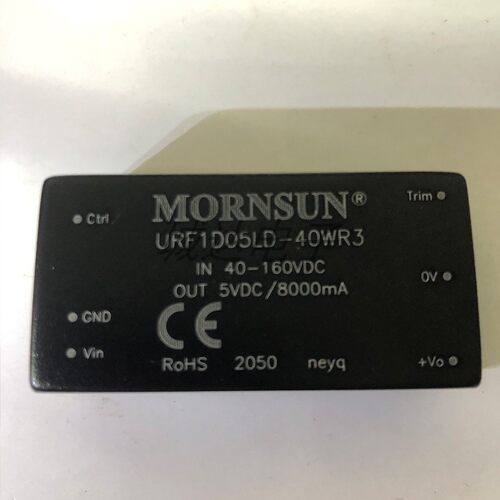 MORNSUN®
URF1D05LD-40WR3
IN 40-160VDC
OUT 5VDC/8000mA
CE
RoHS 2050 neyq
Ctrl
GND
Vin
Trim
0V
+Vo